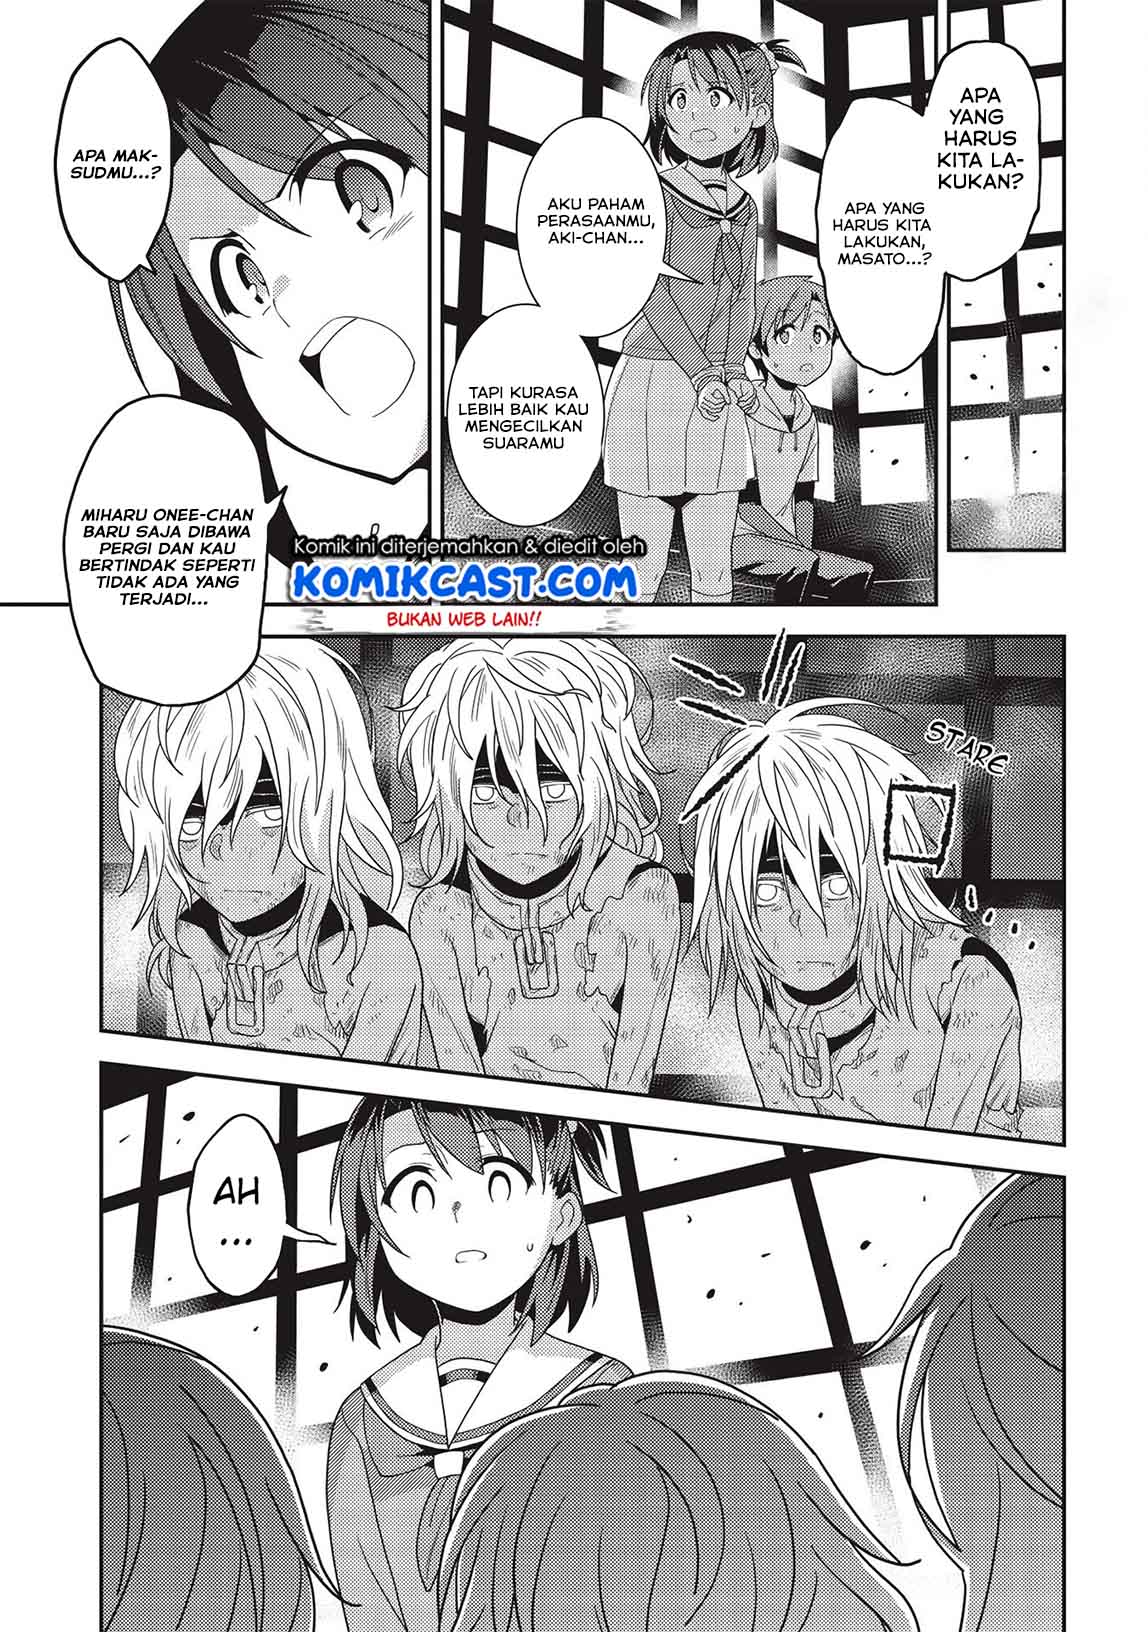 APA
YANG
HARUS
KITA LA-
KUKAN?
APA YANG
HARUS KITA
LAKUKAN,
MASATO...?
AKU PAHAM
PERASAANMU,
AKI-CHAN...
TAPI KURASA
LEBIH BAIK KAU
MENGECILKAN
SUARAMU
APA MAK-
SUDMU...?
MIHARU ONEE-CHAN
BARU SAJA DIBAWA
PERGI DAN KAU
BERTINDAK SEPERTI
TIDAK ADA YANG
TERJADI...
Komik ini diterjemahkan & diedit oleh
KOMIKCAST.COM
BUKAN WEB LAIN!!
STARE
AH
...